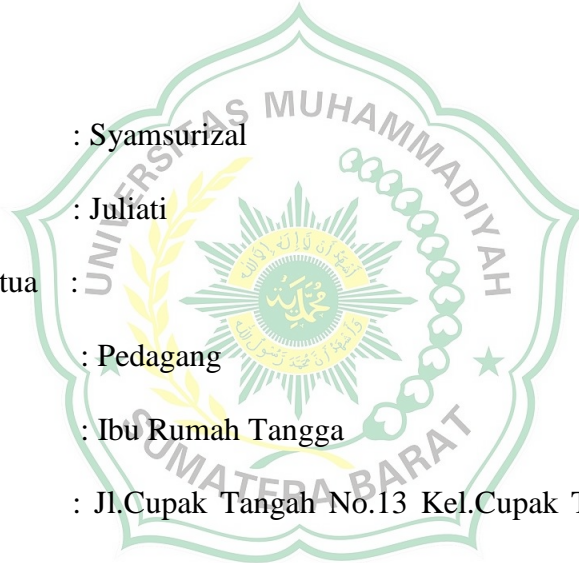 UNIVERSITAS MUHAMMADIYAH
: Syamsurizal
: Juliati
tua :
: Pedagang
: Ibu Rumah Tangga
: Jl.Cupak Tangah No.13 Kel.Cupak T
SUMATERA BARAT